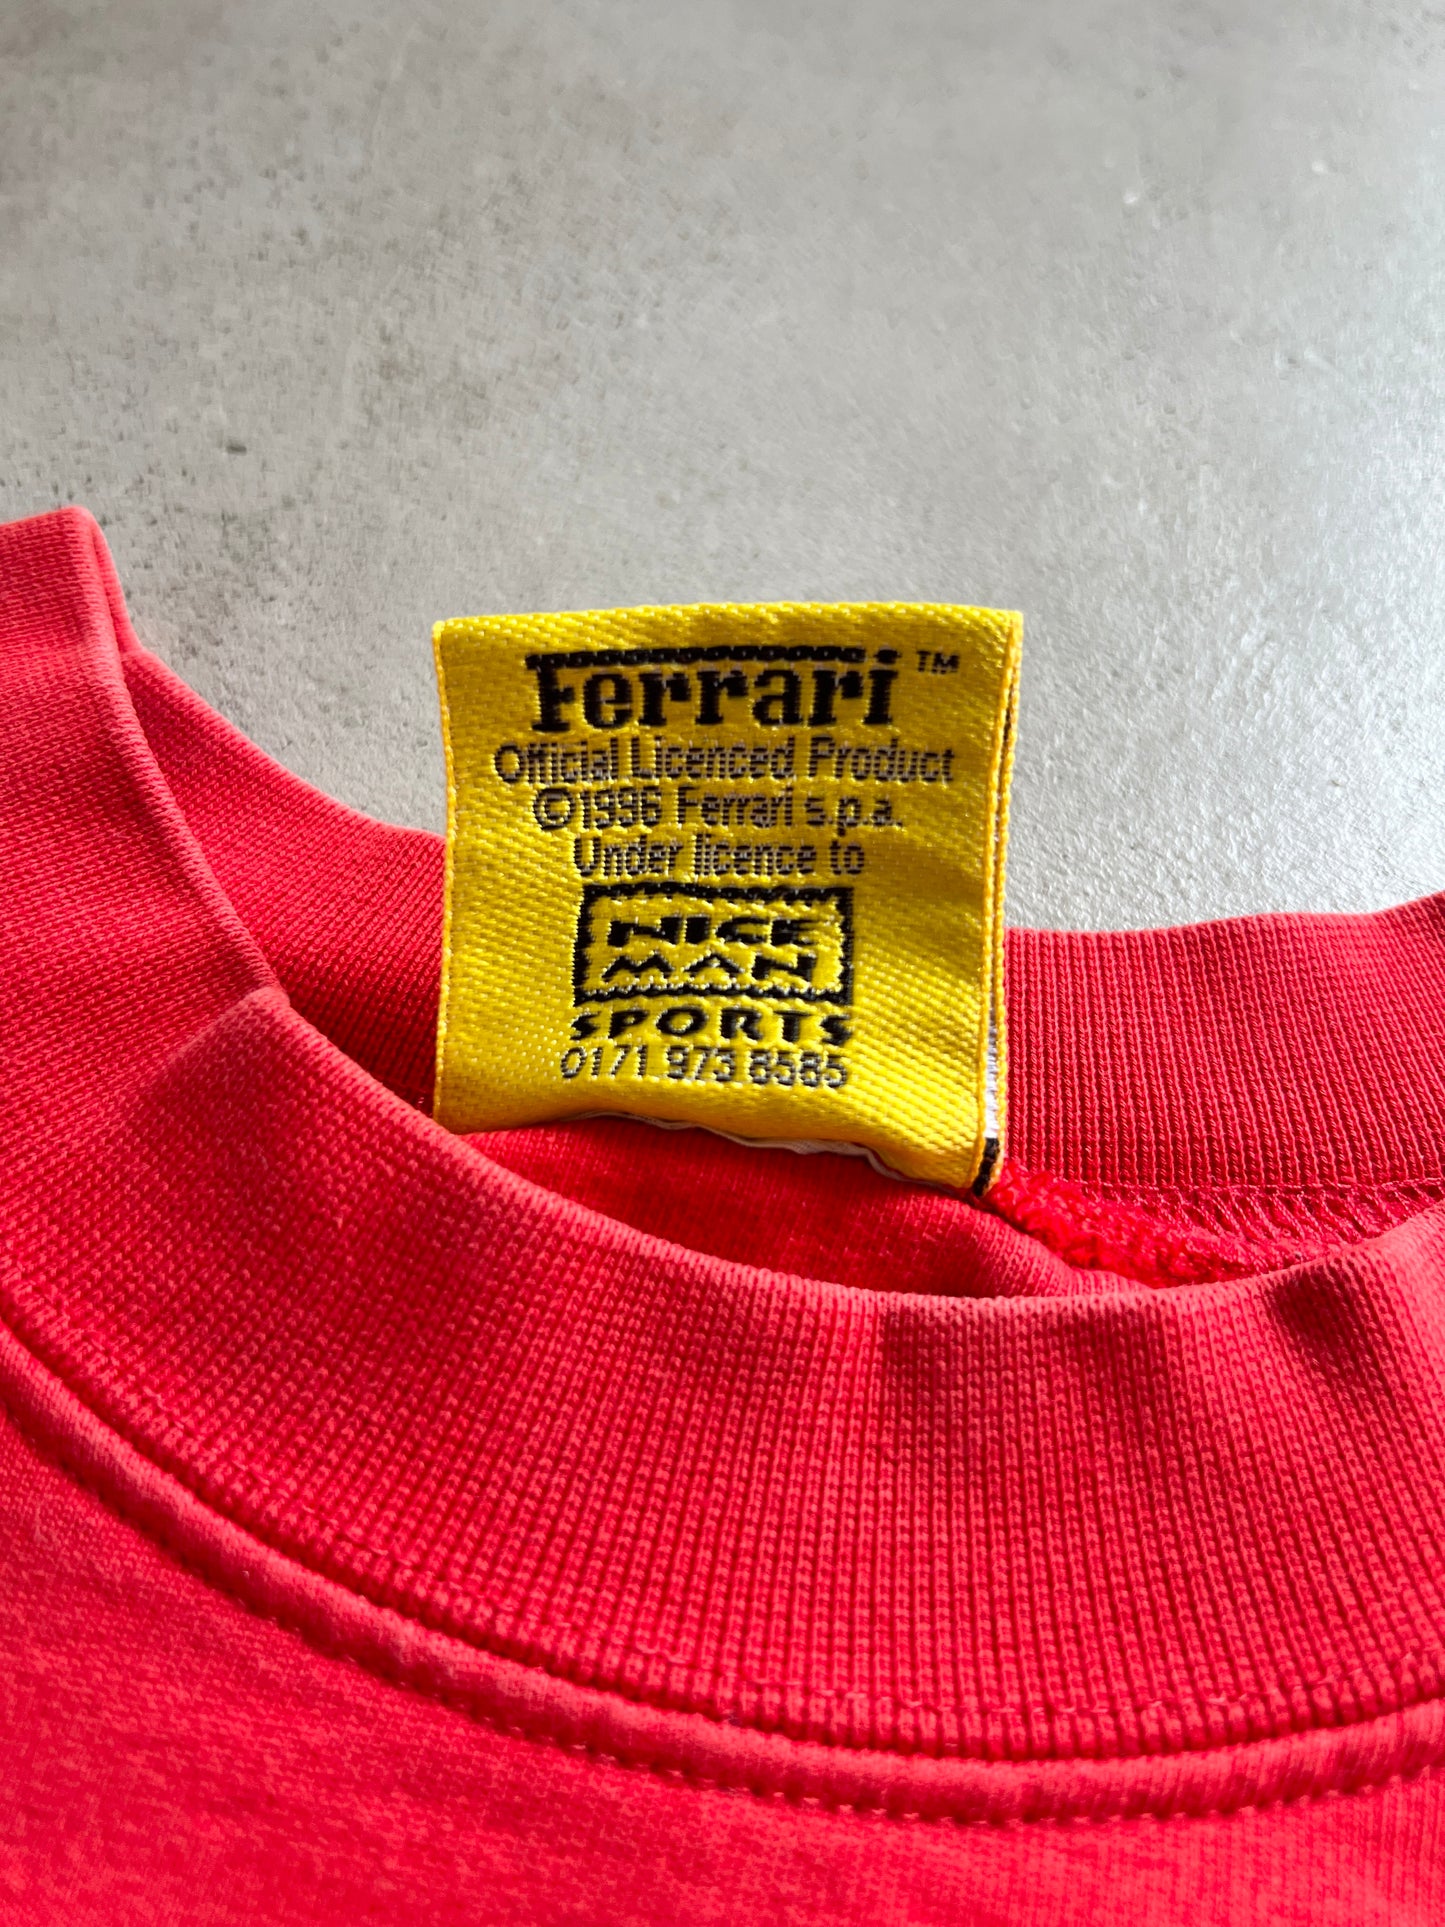 Ferrari™
Official Licenced Product
©1996 Ferrari s.p.a.
Under licence to
NICE
MAN
SPORTS
0171 973 8585